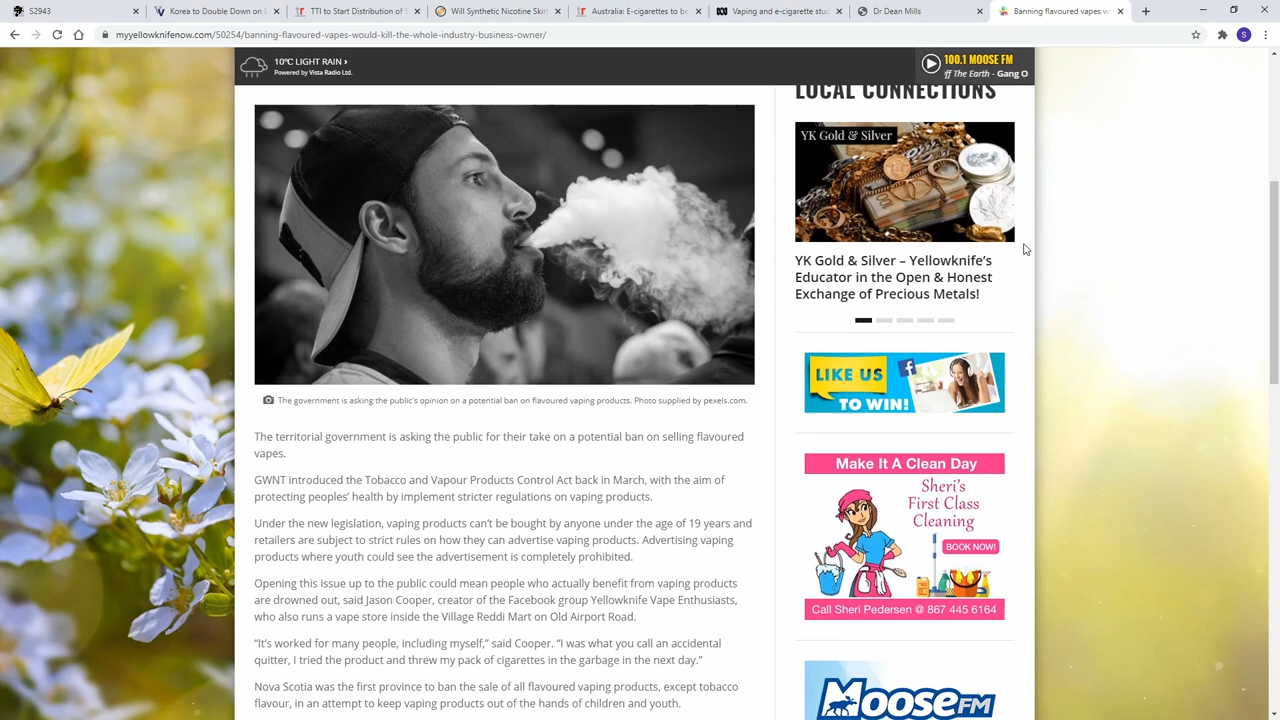 S2943
Korea to Double on
TTI to Start Distribution of S
Will Synthetic Nicotine Skir
Australia: E-cigarettes to be
Vaping and e-cigarette stud
Dr Dean Mills
Banning flavoured vapes wo
myyellowknifenow.com/50254/banning-flavoured-vapes-would-kill-the-whole-industry-business-owner/
S
10°C LIGHT RAIN ›
Powered by Vista Radio Ltd.
100.1 MOOSE FM
ff The Earth - Gang O
LOCAL CONNECTIONS
YK Gold & Silver
YK Gold & Silver – Yellowknife's
Educator in the Open & Honest
Exchange of Precious Metals!
LIKE US
TO WIN!
Make It A Clean Day
Sheri's
First Class
Cleaning
BOOK NOW!
Call Sheri Pedersen @ 867 445 6164
MOOSE FM
The government is asking the public's opinion on a potential ban on flavoured vaping products. Photo supplied by pexels.com.
The territorial government is asking the public for their take on a potential ban on selling flavoured
vapes.
GWNT introduced the Tobacco and Vapour Products Control Act back in March, with the aim of
protecting peoples' health by implement stricter regulations on vaping products.
Under the new legislation, vaping products can't be bought by anyone under the age of 19 years and
retailers are subject to strict rules on how they can advertise vaping products. Advertising vaping
products where youth could see the advertisement is completely prohibited.
Opening this issue up to the public could mean people who actually benefit from vaping products
are drowned out, said Jason Cooper, creator of the Facebook group Yellowknife Vape Enthusiasts,
who also runs a vape store inside the Village Reddi Mart on Old Airport Road.
“It's worked for many people, including myself,” said Cooper. “I was what you call an accidental
quitter, I tried the product and threw my pack of cigarettes in the garbage in the next day.”
Nova Scotia was the first province to ban the sale of all flavoured vaping products, except tobacco
flavour, in an attempt to keep vaping products out of the hands of children and youth.